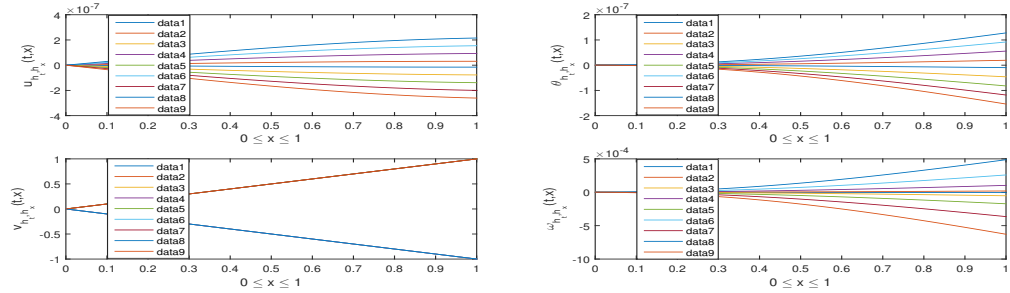 ×10⁻⁷
4
2
0
-2
-4
u_{h_t,h_x}(t,x)
data1
data2
data3
data4
data5
data6
data7
data8
data9
0 0.1 0.2 0.3 0.4 0.5 0.6 0.7 0.8 0.9 1
0 ≤ x ≤ 1
×10⁻⁷
2
1
0
-1
-2
θ_{h_t,h_x}(t,x)
data1
data2
data3
data4
data5
data6
data7
data8
data9
0 0.1 0.2 0.3 0.4 0.5 0.6 0.7 0.8 0.9 1
0 ≤ x ≤ 1
1
0.5
0
-0.5
-1
v_{h_t,h_x}(t,x)
data1
data2
data3
data4
data5
data6
data7
data8
data9
0 0.1 0.2 0.3 0.4 0.5 0.6 0.7 0.8 0.9 1
0 ≤ x ≤ 1
×10⁻⁴
5
0
-5
-10
ω_{h_t,h_x}(t,x)
data1
data2
data3
data4
data5
data6
data7
data8
data9
0 0.1 0.2 0.3 0.4 0.5 0.6 0.7 0.8 0.9 1
0 ≤ x ≤ 1